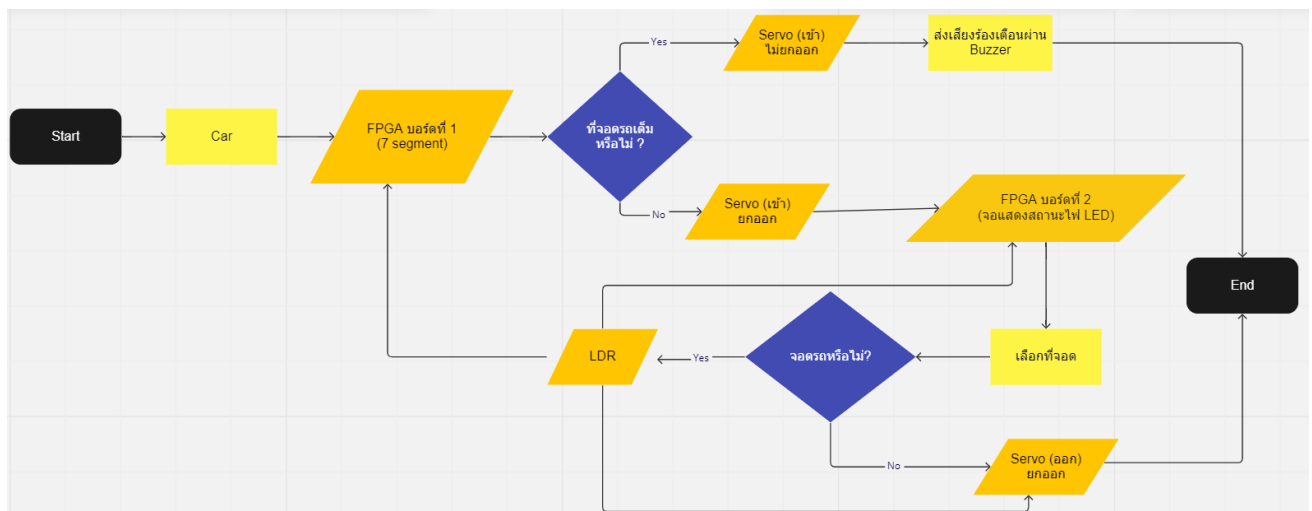 Start
Car
FPGA บอร์ดที่ 1
(7 segment)
ที่จอดรถเต็ม
หรือไม่ ?
Yes
Servo (เข้า)
ไม่ยกออก
ส่งเสียงร้องเตือนผ่าน
Buzzer
No
Servo (เข้า)
ยกออก
FPGA บอร์ดที่ 2
(จอแสดงสถานะไฟ LED)
End
เลือกที่จอด
จอดรถหรือไม่?
Yes
LDR
No
Servo (ออก)
ยกออก